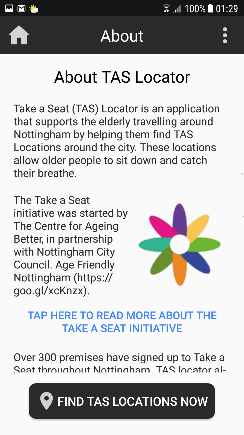 100% 01:29
About
About TAS Locator
Take a Seat (TAS) Locator is an application
that supports the elderly travelling around
Nottingham by helping them find TAS
Locations around the city. These locations
allow older people to sit down and catch
their breathe.
The Take a Seat
initiative was started by
The Centre for Ageing
Better, in partnership
with Nottingham City
Council. Age Friendly
Nottingham (https://
goo.gl/xcKnzx).
TAP HERE TO READ MORE ABOUT THE
TAKE A SEAT INITIATIVE
Over 300 premises have signed up to Take a
Seat throughout Nottingham. TAS locator al-
FIND TAS LOCATIONS NOW